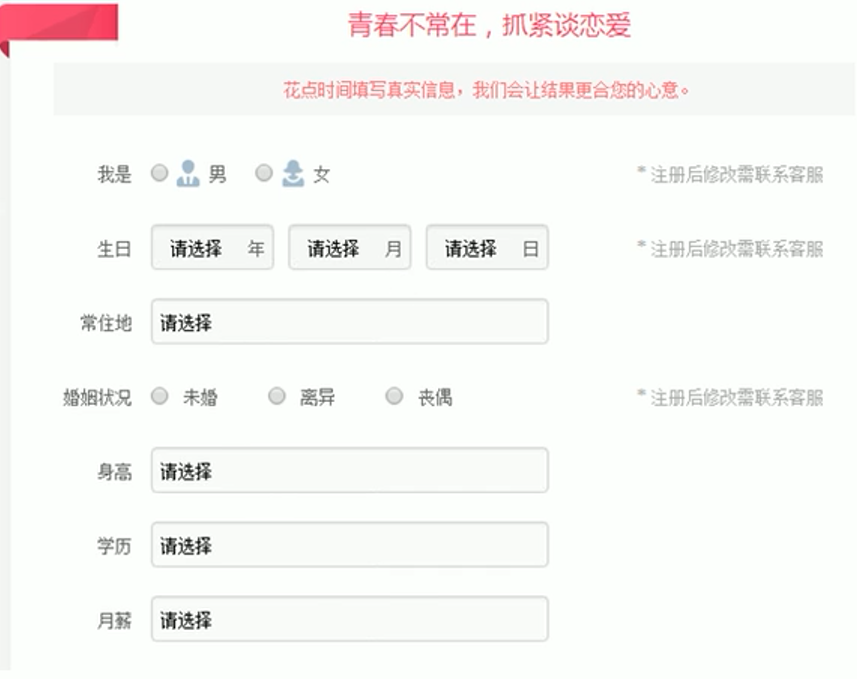 青春不常在，抓紧谈恋爱
花点时间填写真实信息，我们会让结果更合您的心意。
我是 男 女 * 注册后修改需联系客服
生日 请选择 年 请选择 月 请选择 日 * 注册后修改需联系客服
常住地 请选择
婚姻状况 未婚 离异 丧偶 * 注册后修改需联系客服
身高 请选择
学历 请选择
月薪 请选择